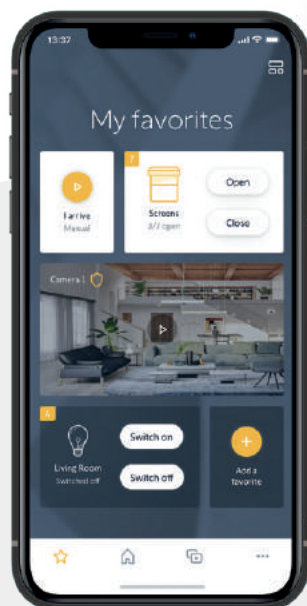 13:37
My favorites
I arrive
Manual
7
Screens
3/7 open
Open
Close
Camera 1
4
Living Room
Switched off
Switch on
Switch off
Add a
favorite